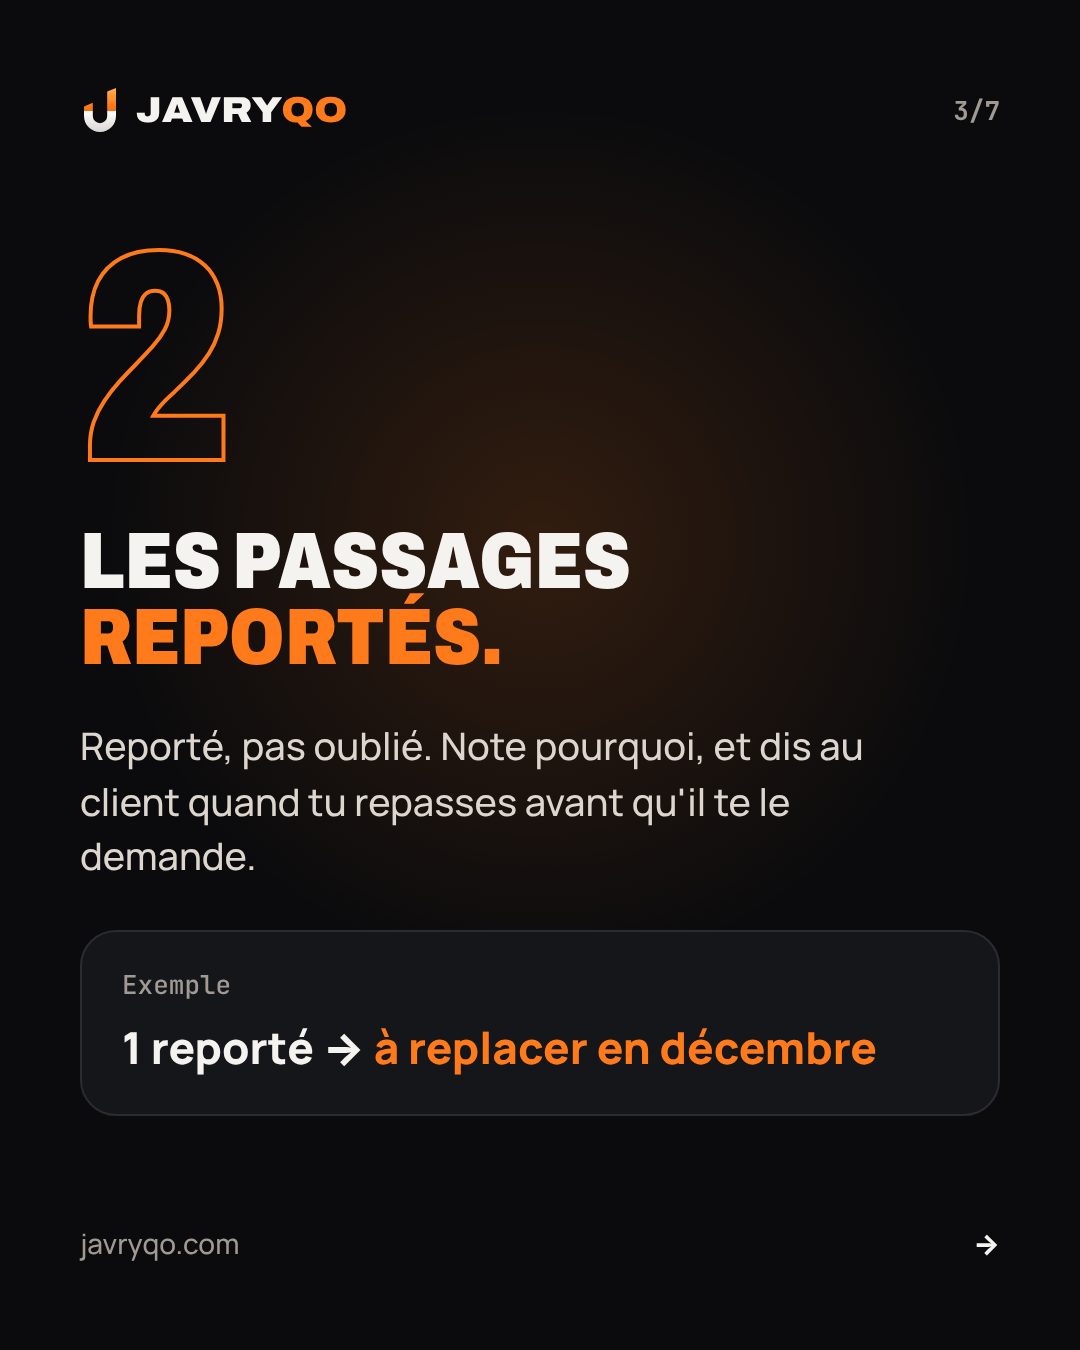 JAVRYQO
3/7
2
LES PASSAGES
REPORTÉS.
Reporté, pas oublié. Note pourquoi, et dis au
client quand tu repasses avant qu'il te le
demande.
Exemple
1 reporté → à replacer en décembre
javryqo.com
→